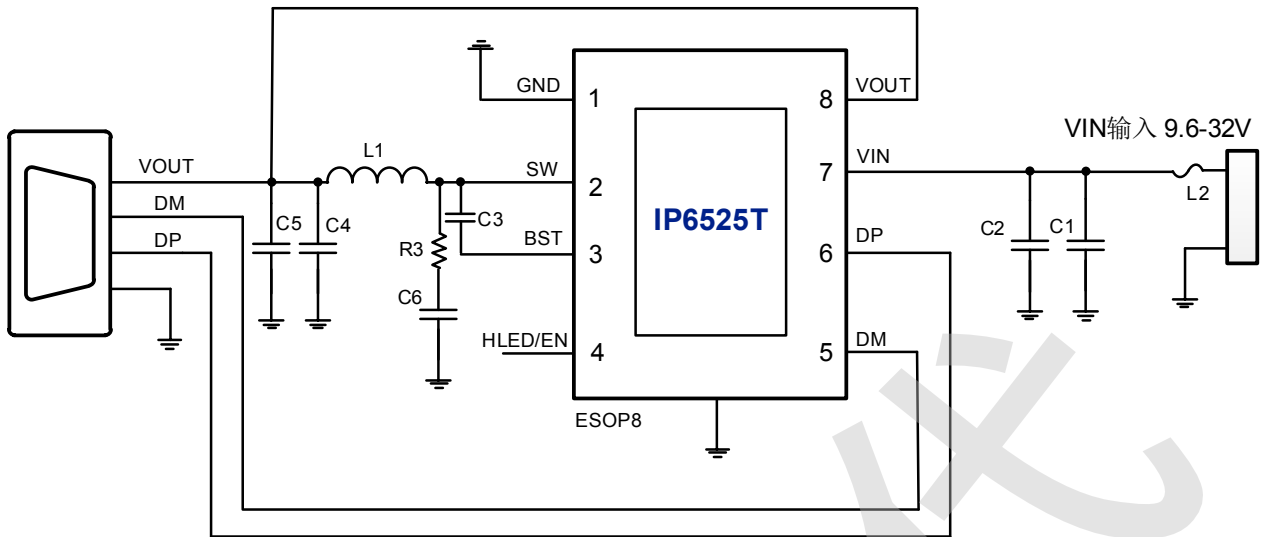 GND
1
8
VOUT
VIN输入 9.6-32V
VOUT
L1
SW
2
7
VIN
L2
DM
C5
C4
C3
IP6525T
C2
C1
DP
R3
BST
3
6
DP
C6
HLED/EN
4
5
DM
ESOP8